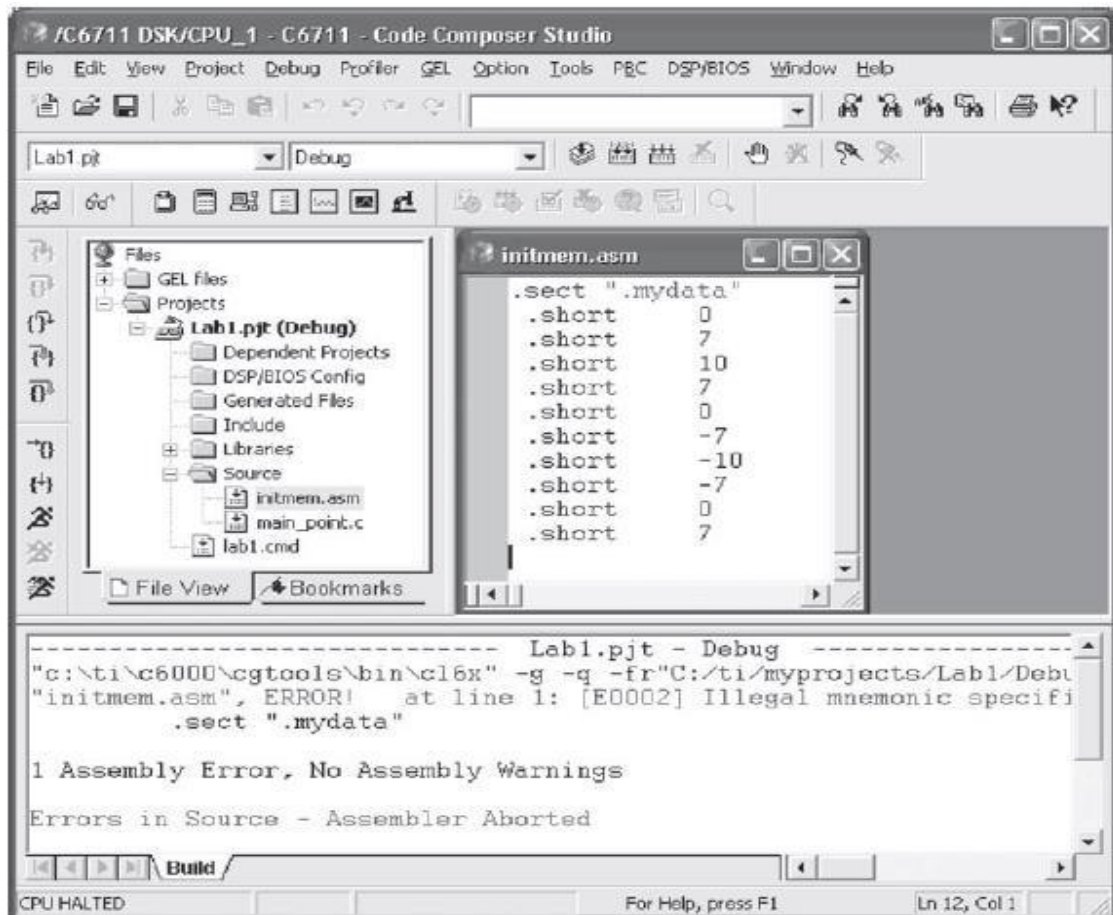 /C6711 DSK/CPU_1 - C6711 - Code Composer Studio
File Edit View Project Debug Profiler GEL Option Tools PBC DSP/BIOS Window Help
Lab1.pjt Debug
Files
GEL files
Projects
Lab1.pjt (Debug)
Dependent Projects
DSP/BIOS Config
Generated Files
Include
Libraries
Source
initmem.asm
main_point.c
lab1.cmd
File View Bookmarks
initmem.asm
.sect ".mydata"
.short 0
.short 7
.short 10
.short 7
.short 0
.short -7
.short -10
.short -7
.short 0
.short 7
------------------------------- Lab1.pjt - Debug -----------------
"c:\ti\c6000\cgtools\bin\cl6x" -g -q -fr"C:/ti/myprojects/Lab1/Debu
"initmem.asm", ERROR! at line 1: [E0002] Illegal mnemonic specifi
.sect ".mydata"
1 Assembly Error, No Assembly Warnings
Errors in Source - Assembler Aborted
Build
CPU HALTED For Help, press F1 Ln 12, Col 1